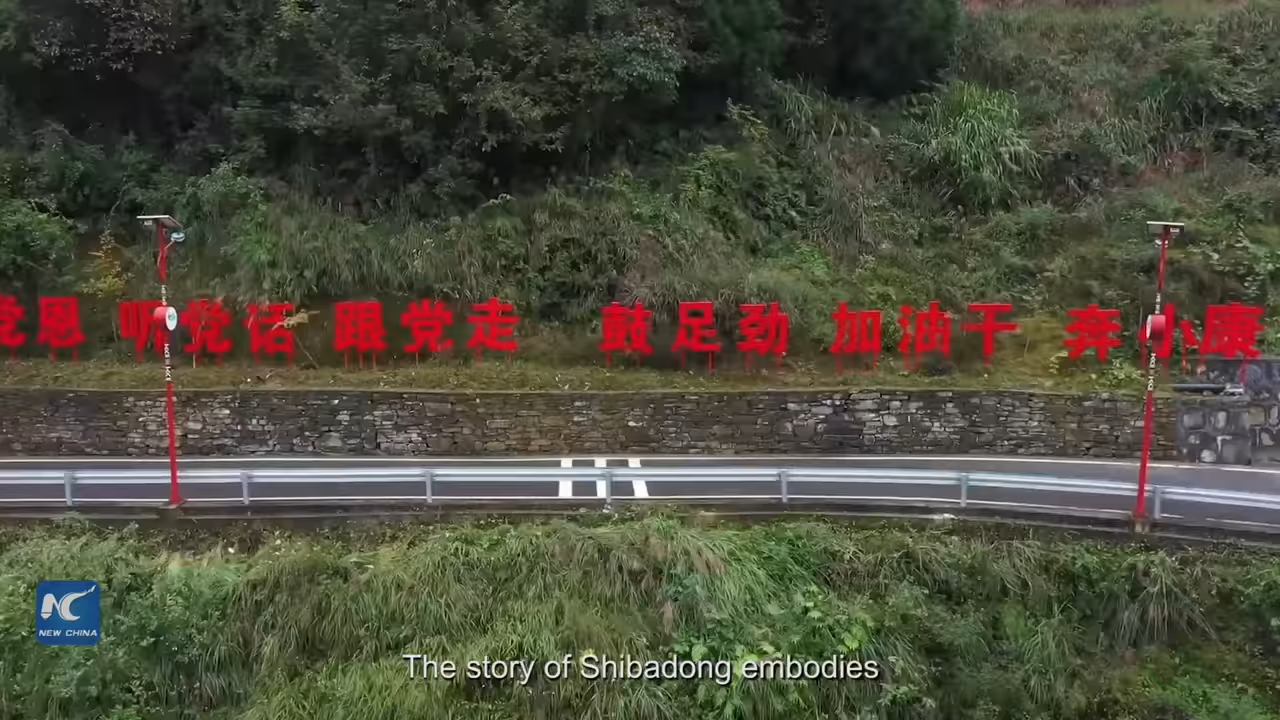 党恩 听党话 跟党走 鼓足劲 加油干 奔小康
NC
NEW CHINA
The story of Shibadong embodies